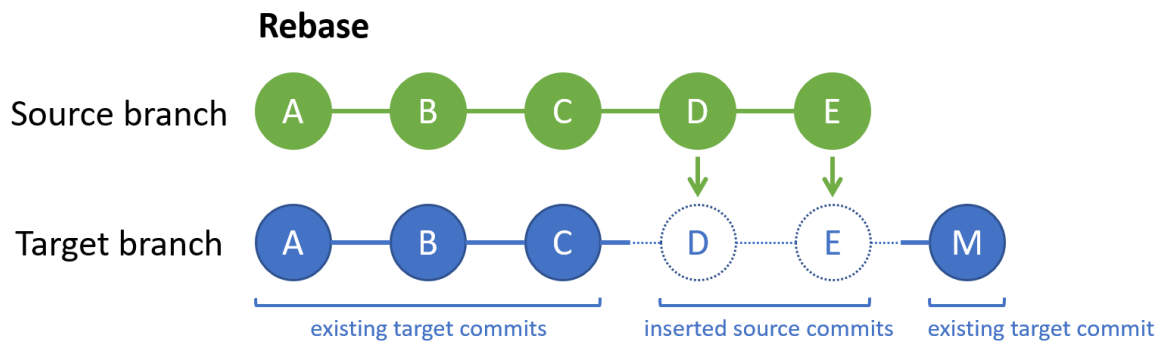 Rebase
Source branch A B C D E
Target branch A B C D E M
existing target commits inserted source commits existing target commit